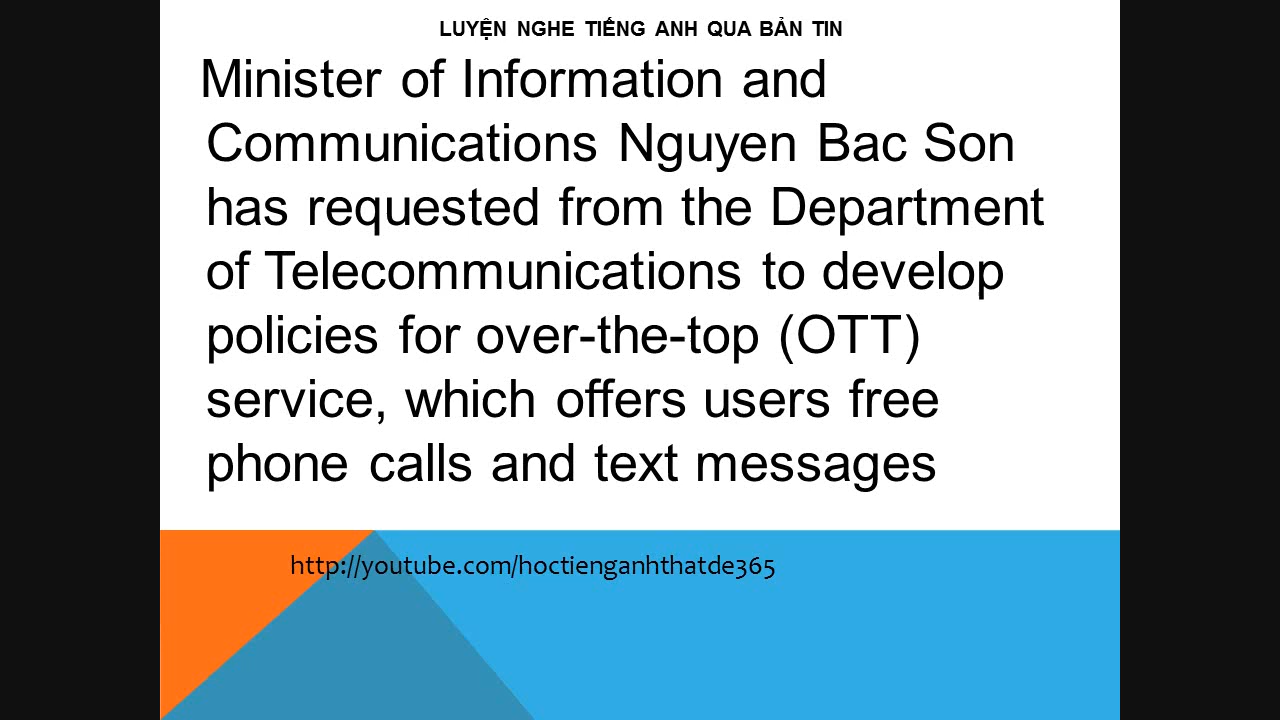 LUYỆN NGHE TIẾNG ANH QUA BẢN TIN
Minister of Information and
Communications Nguyen Bac Son
has requested from the Department
of Telecommunications to develop
policies for over-the-top (OTT)
service, which offers users free
phone calls and text messages
http://youtube.com/hoctienganhthatde365